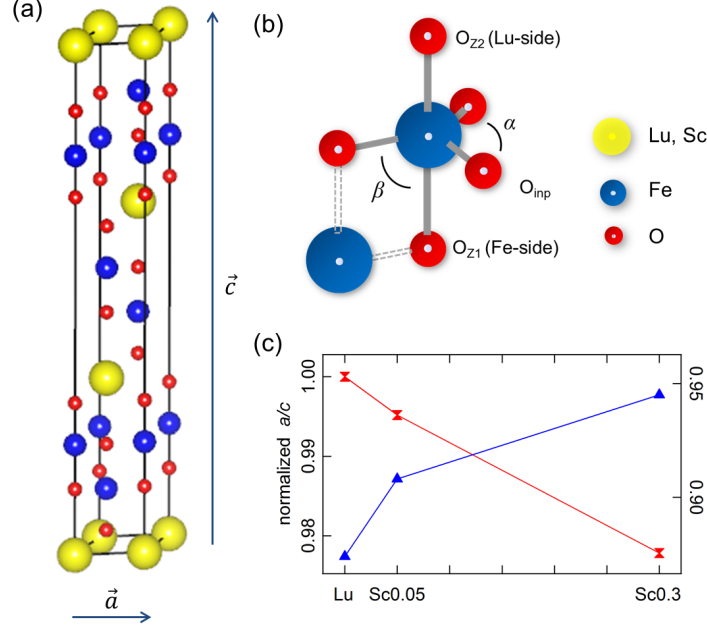 (a)
c⃗
a⃗
(b)
O_Z2 (Lu-side)
α
β
O_inp
O_Z1 (Fe-side)
Lu, Sc
Fe
O
(c)
normalized a/c
1.00
0.99
0.98
0.95
0.90
Lu
Sc0.05
Sc0.3